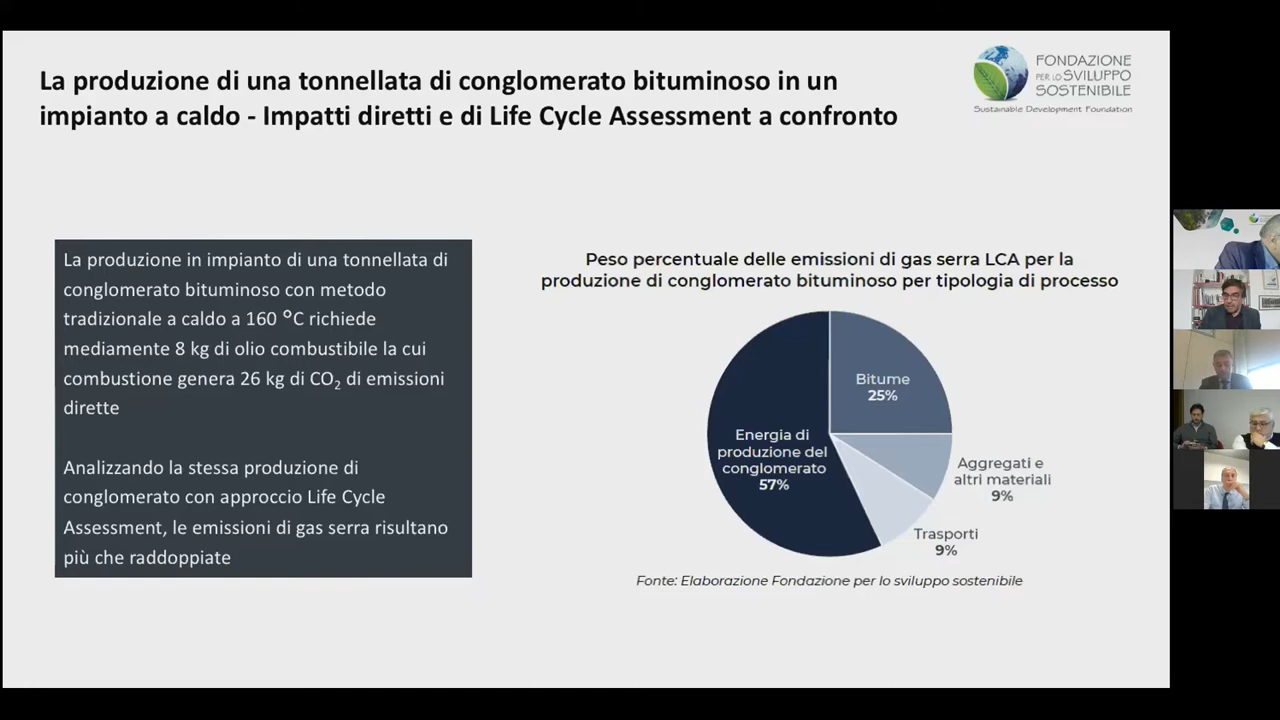 La produzione di una tonnellata di conglomerato bituminoso in un
impianto a caldo - Impatti diretti e di Life Cycle Assessment a confronto
FONDAZIONE
PER LO SVILUPPO
SOSTENIBILE
Sustainable Development Foundation
La produzione in impianto di una tonnellata di
conglomerato bituminoso con metodo
tradizionale a caldo a 160 °C richiede
mediamente 8 kg di olio combustibile la cui
combustione genera 26 kg di CO₂ di emissioni
dirette
Analizzando la stessa produzione di
conglomerato con approccio Life Cycle
Assessment, le emissioni di gas serra risultano
più che raddoppiate
Peso percentuale delle emissioni di gas serra LCA per la
produzione di conglomerato bituminoso per tipologia di processo
Bitume
25%
Energia di
produzione del
conglomerato
57%
Aggregati e
altri materiali
9%
Trasporti
9%
Fonte: Elaborazione Fondazione per lo sviluppo sostenibile